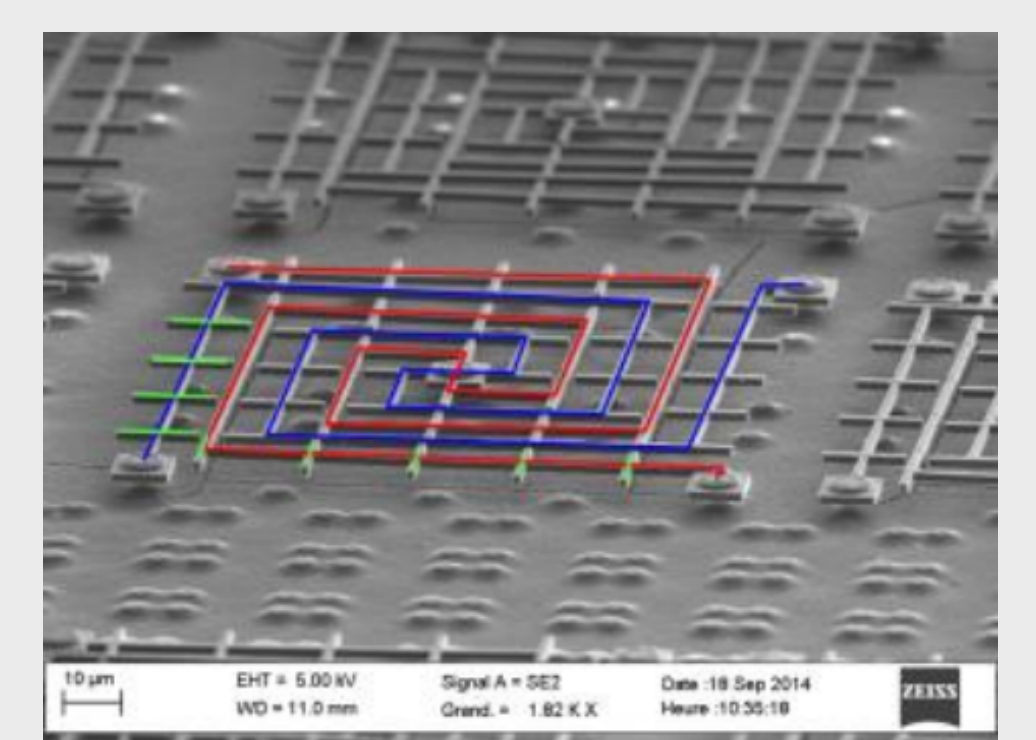 10 µm
EHT = 5.00 kV
Signal A = SE2
Date :18 Sep 2014
ZEISS
WD = 11.0 mm
Grand. = 1.82 K X
Heure :10:35:18